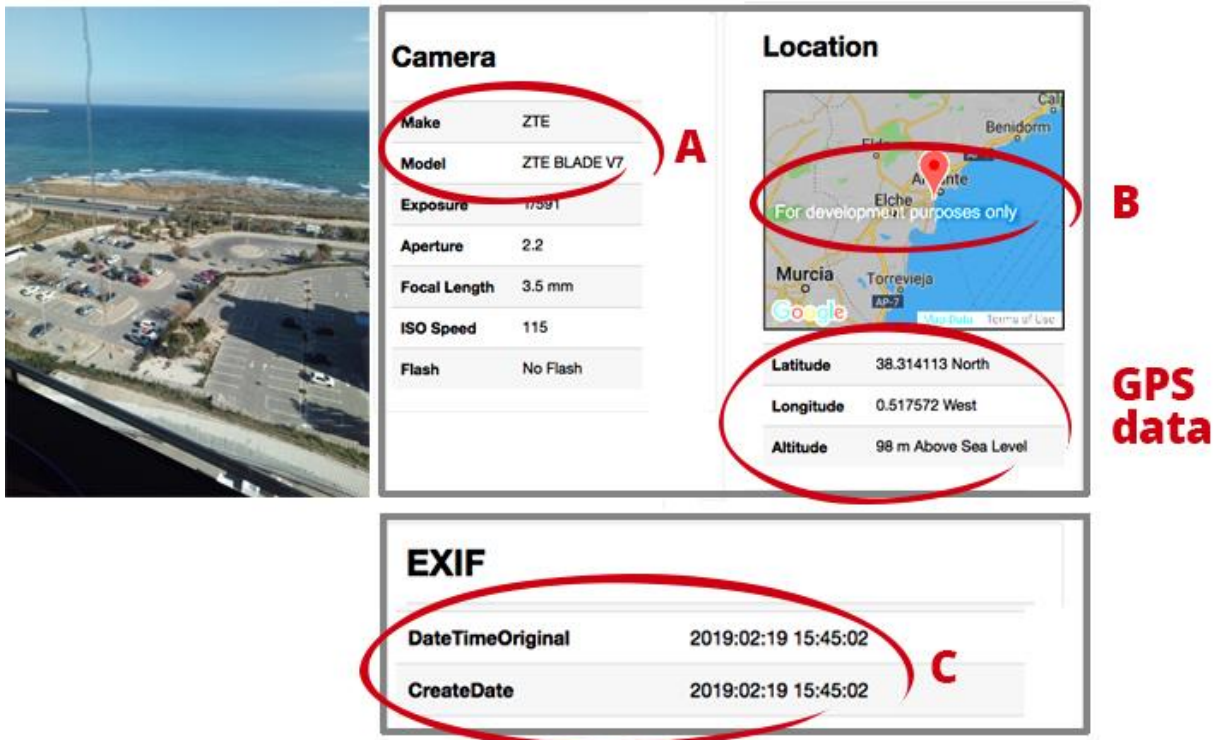 Camera
Make ZTE
Model ZTE BLADE V7
Exposure 1/591
Aperture 2.2
Focal Length 3.5 mm
ISO Speed 115
Flash No Flash
A
Location
Benidorm
Elche
For development purposes only
Murcia
Torrevieja
AP-7
Google
Map Data Terms of Use
B
Latitude 38.314113 North
Longitude 0.517572 West
Altitude 98 m Above Sea Level
GPS
data
EXIF
DateTimeOriginal 2019:02:19 15:45:02
CreateDate 2019:02:19 15:45:02
C